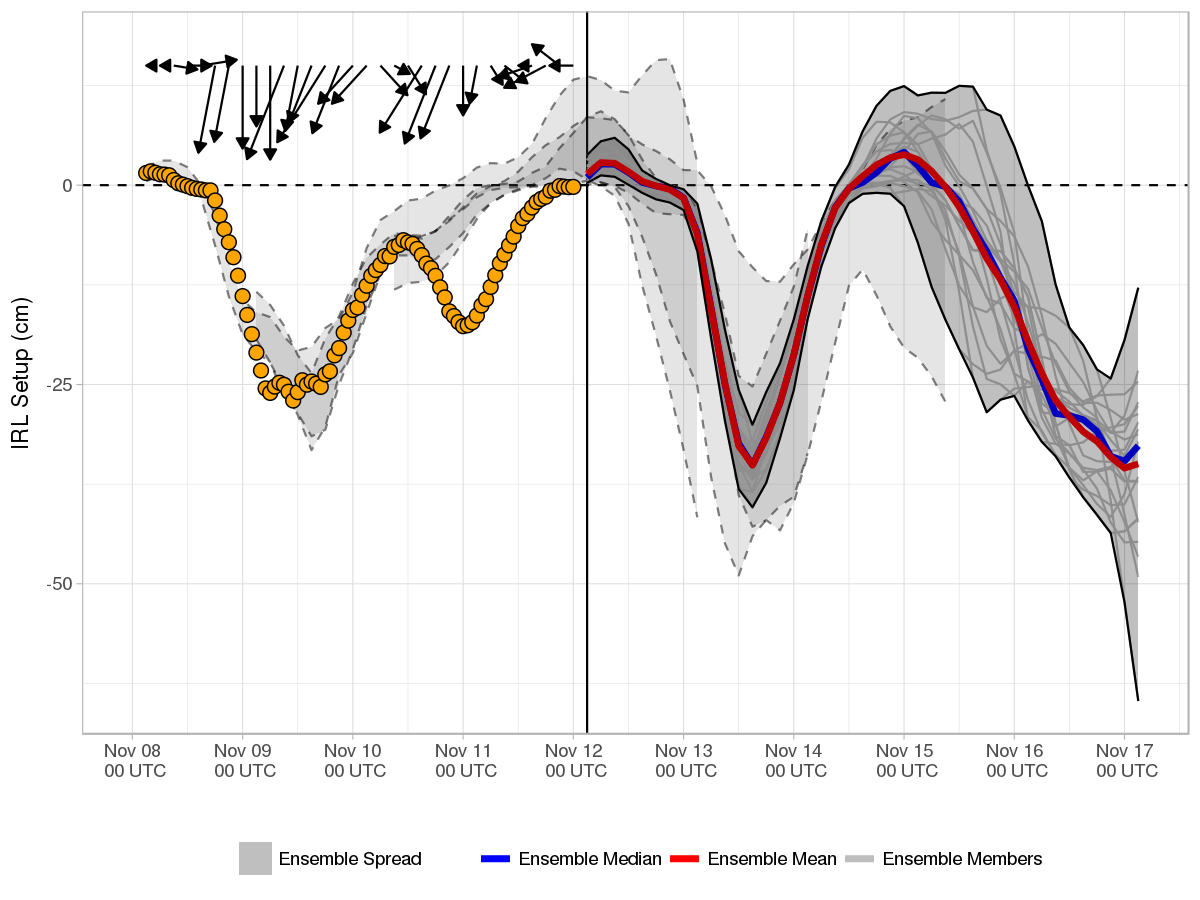 IRL Setup (cm)
0
-25
-50
Nov 08 Nov 09 Nov 10 Nov 11 Nov 12 Nov 13 Nov 14 Nov 15 Nov 16 Nov 17
00 UTC 00 UTC 00 UTC 00 UTC 00 UTC 00 UTC 00 UTC 00 UTC 00 UTC 00 UTC
Ensemble Spread Ensemble Median Ensemble Mean Ensemble Members